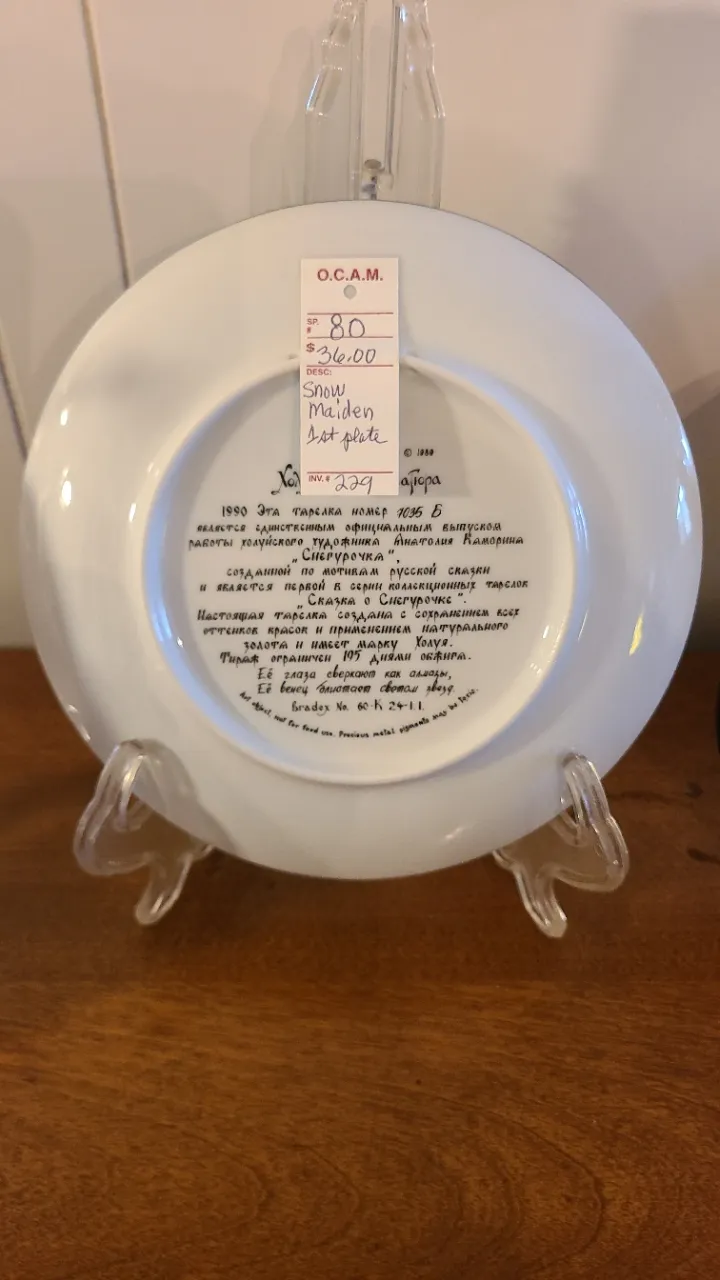 O.C.A.M.
SP. # 80
$ 36.00
DESC:
Snow
Maiden
1st plate
INV.# 229
© 1989
1990 Эта тарелка номер 7035 Б
является единственным официальным выпуском
работы холуйского художника Анатолия Каморина
„Снегурочка",
созданной по мотивам русской сказки
и является первой в серии коллекционных тарелок
„Сказка о Снегурочке".
Настоящая тарелка создана с сохранением всех
оттенков красок и применением натурального
золота и имеет марку Холуя.
Тираж ограничен 195 днями обжига.
Её глаза сверкают как алмазы,
Её венец блистает светом звезд.
Bradex No. 60-K 24-1.1.
Art object, not for food use. Precious metal pigments may be toxic.